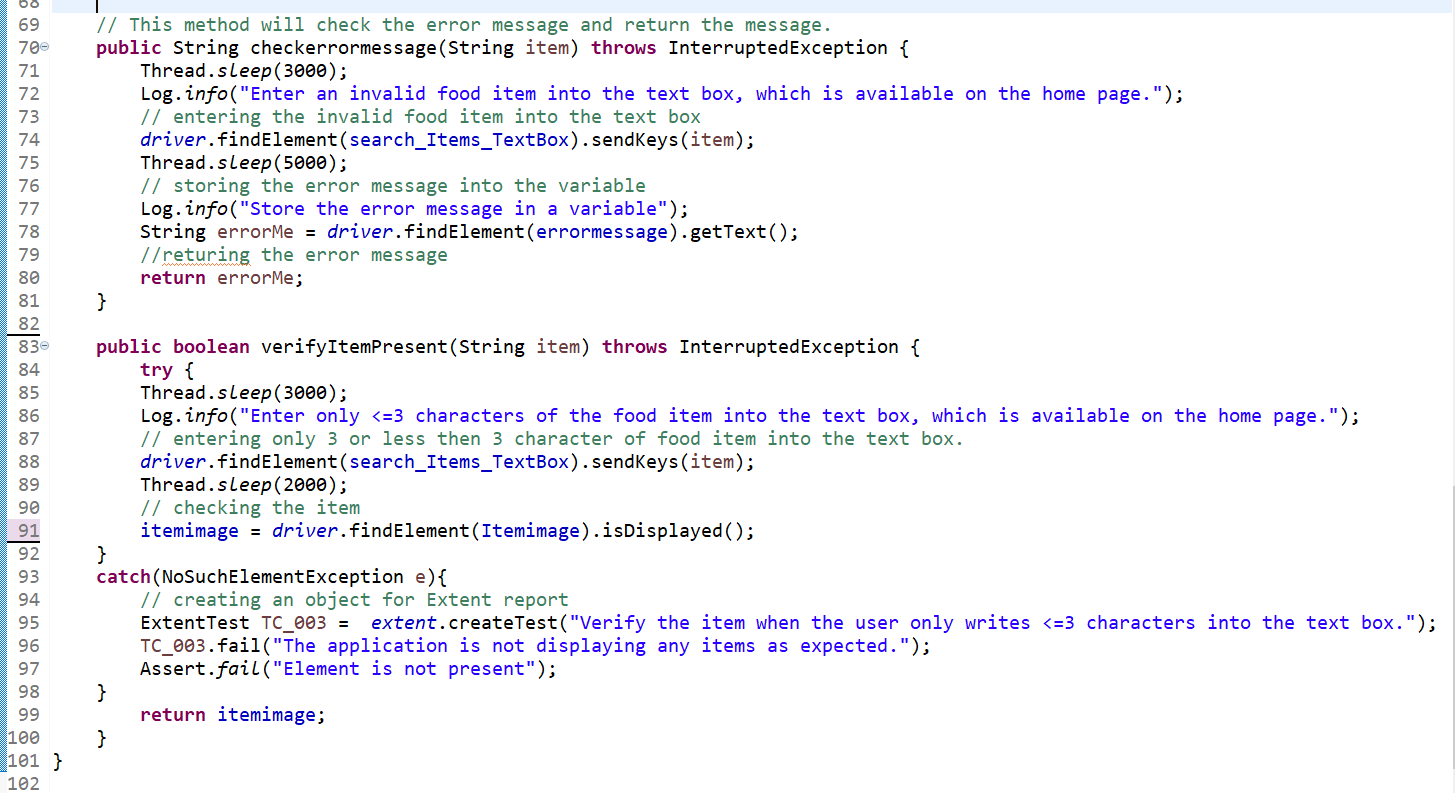 68
69     // This method will check the error message and return the message.
70     public String checkerrormessage(String item) throws InterruptedException {
71         Thread.sleep(3000);
72         Log.info("Enter an invalid food item into the text box, which is available on the home page.");
73         // entering the invalid food item into the text box
74         driver.findElement(search_Items_TextBox).sendKeys(item);
75         Thread.sleep(5000);
76         // storing the error message into the variable
77         Log.info("Store the error message in a variable");
78         String errorMe = driver.findElement(errormessage).getText();
79         //returing the error message
80         return errorMe;
81     }
82
83     public boolean verifyItemPresent(String item) throws InterruptedException {
84         try {
85         Thread.sleep(3000);
86         Log.info("Enter only <=3 characters of the food item into the text box, which is available on the home page.");
87         // entering only 3 or less then 3 character of food item into the text box.
88         driver.findElement(search_Items_TextBox).sendKeys(item);
89         Thread.sleep(2000);
90         // checking the item
91         itemimage = driver.findElement(Itemimage).isDisplayed();
92     }
93     catch(NoSuchElementException e){
94         // creating an object for Extent report
95         ExtentTest TC_003 =  extent.createTest("Verify the item when the user only writes <=3 characters into the text box.");
96         TC_003.fail("The application is not displaying any items as expected.");
97         Assert.fail("Element is not present");
98     }
99         return itemimage;
100     }
101 }
102